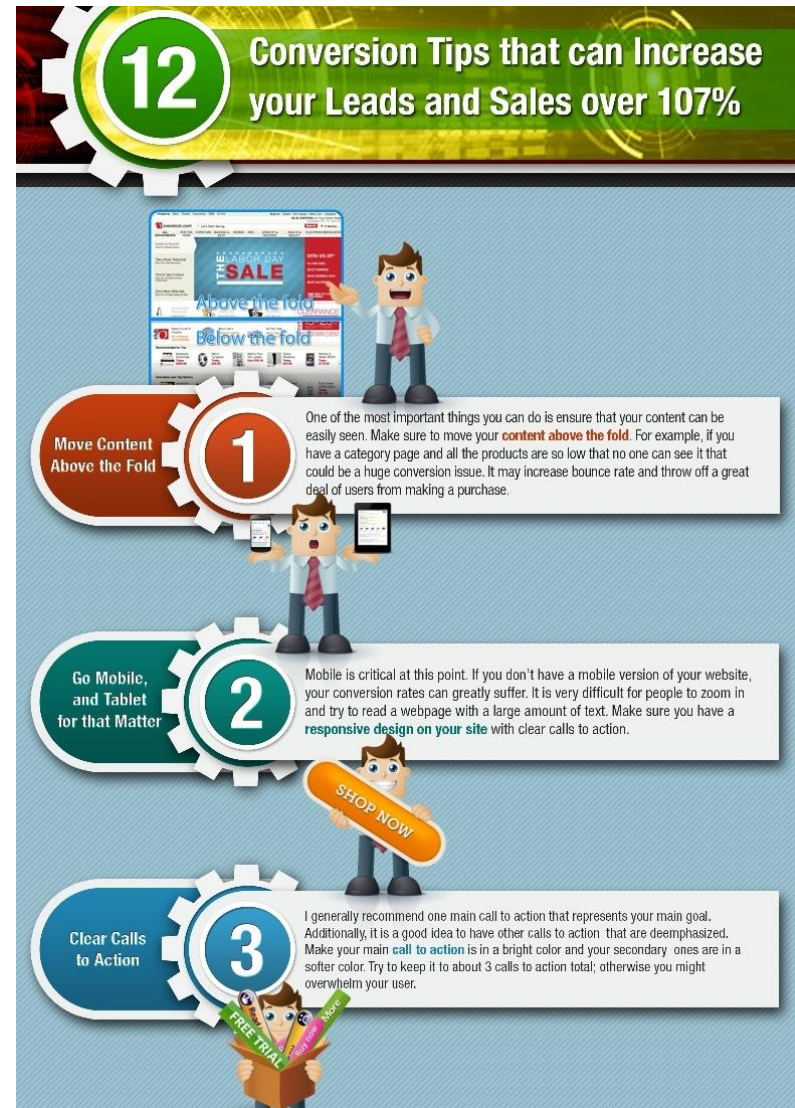 12
Conversion Tips that can Increase
your Leads and Sales over 107%
THE LABOR DAY
SALE
Above the fold
CLEARANCE
Below the fold
Move Content
Above the Fold
1
One of the most important things you can do is ensure that your content can be
easily seen. Make sure to move your content above the fold. For example, if you
have a category page and all the products are so low that no one can see it that
could be a huge conversion issue. It may increase bounce rate and throw off a great
deal of users from making a purchase.
Go Mobile,
and Tablet
for that Matter
2
Mobile is critical at this point. If you don't have a mobile version of your website,
your conversion rates can greatly suffer. It is very difficult for people to zoom in
and try to read a webpage with a large amount of text. Make sure you have a
responsive design on your site with clear calls to action.
SHOP NOW
Clear Calls
to Action
3
I generally recommend one main call to action that represents your main goal.
Additionally, it is a good idea to have other calls to action that are deemphasized.
Make your main call to action is in a bright color and your secondary ones are in a
softer color. Try to keep it to about 3 calls to action total; otherwise you might
overwhelm your user.
FREE TRIAL
Read
Buy now
More